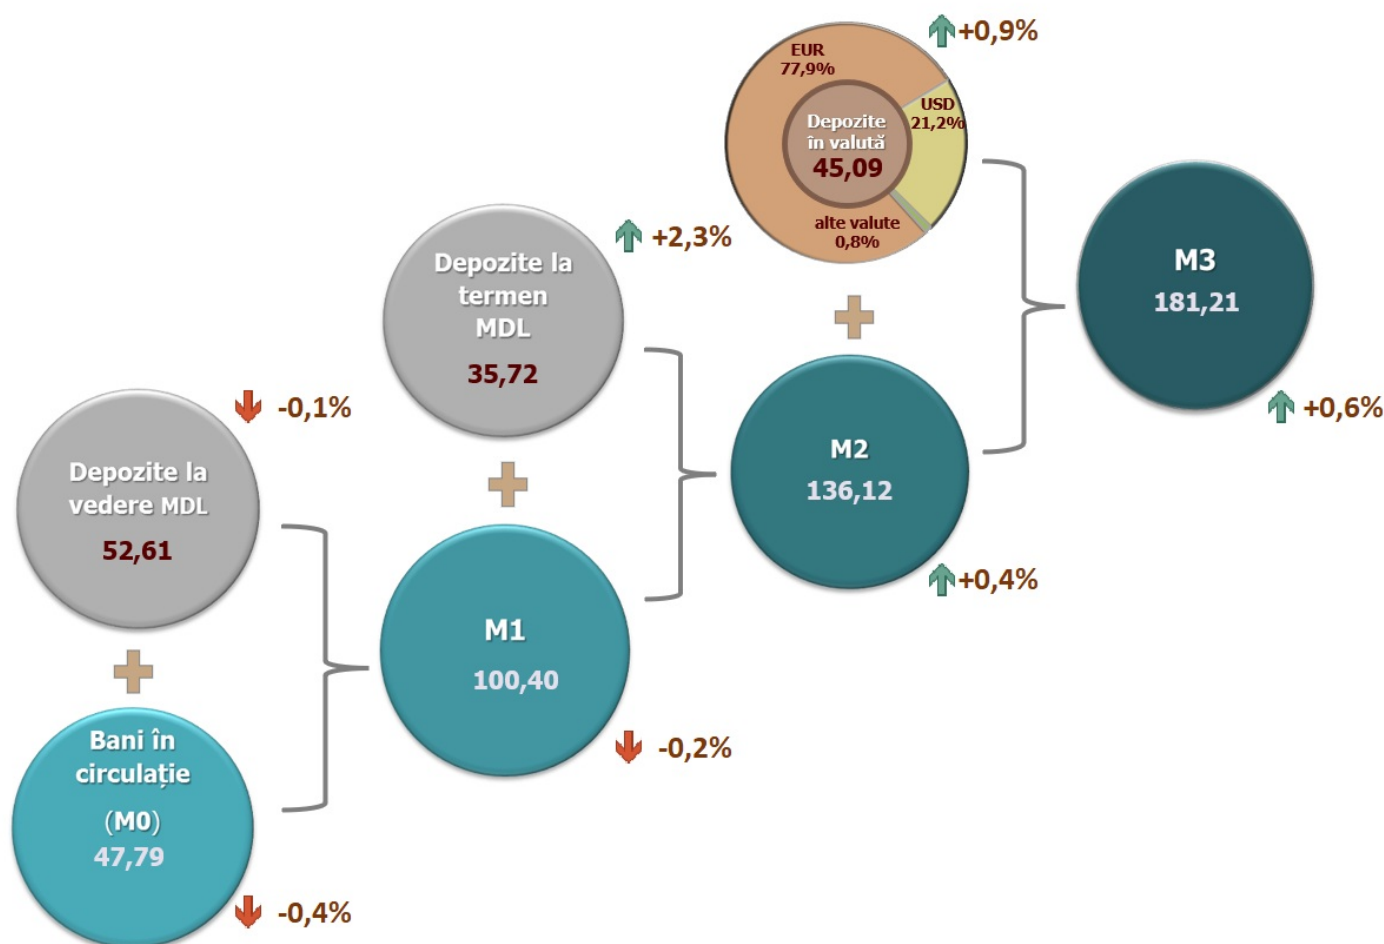 EUR
77,9%
+0,9%
USD
21,2%
Depozite
în valută
45,09
alte valute
0,8%
M3
181,21
+0,6%
Depozite la
termen
MDL
35,72
+2,3%
M2
136,12
+0,4%
Depozite la
vedere MDL
52,61
-0,1%
M1
100,40
-0,2%
Bani în
circulație
(M0)
47,79
-0,4%